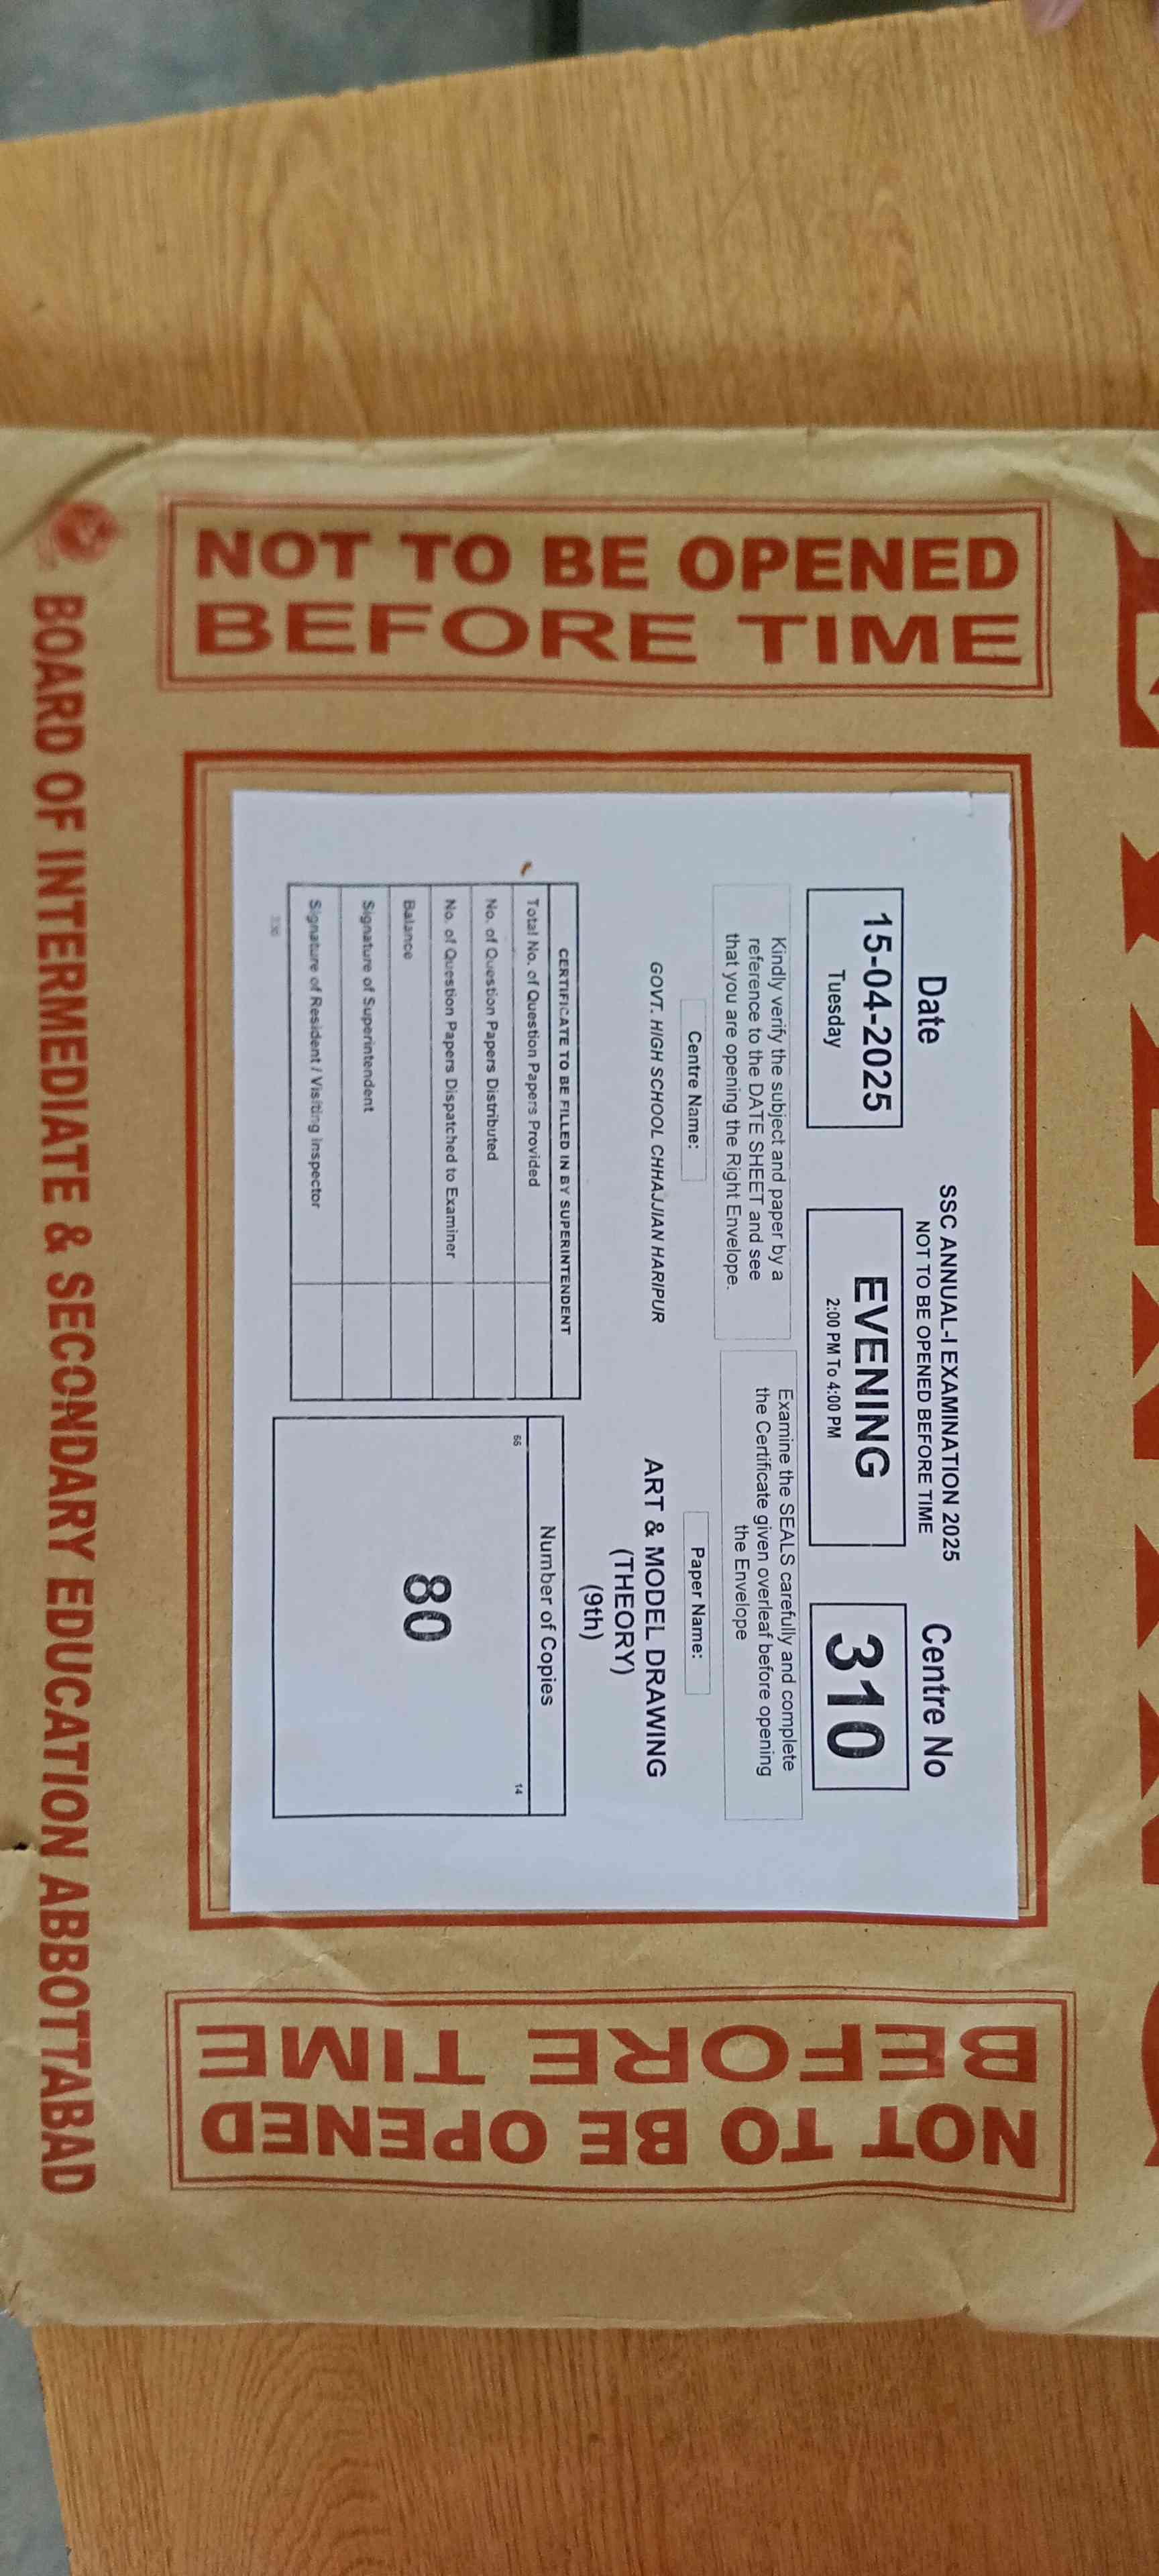 NOT TO BE OPENED
BEFORE TIME
SSC ANNUAL-I EXAMINATION 2025
NOT TO BE OPENED BEFORE TIME
Date
15-04-2025
Tuesday
EVENING
2:00 PM To 4:00 PM
Centre No
310
Kindly verify the subject and paper by a
reference to the DATE SHEET and see
that you are opening the Right Envelope.
Examine the SEALS carefully and complete
the Certificate given overleaf before opening
the Envelope
Centre Name:
GOVT. HIGH SCHOOL CHHAJJIAN HARIPUR
Paper Name:
ART & MODEL DRAWING
(THEORY)
(9th)
CERTIFICATE TO BE FILLED IN BY SUPERINTENDENT
Total No. of Question Papers Provided
No. of Question Papers Distributed
No. of Question Papers Dispatched to Examiner
Balance
Signature of Superintendent
Signature of Resident / Visiting Inspector
Number of Copies
66
14
80
NOT TO BE OPENED
BEFORE TIME
BOARD OF INTERMEDIATE & SECONDARY EDUCATION ABBOTTABAD